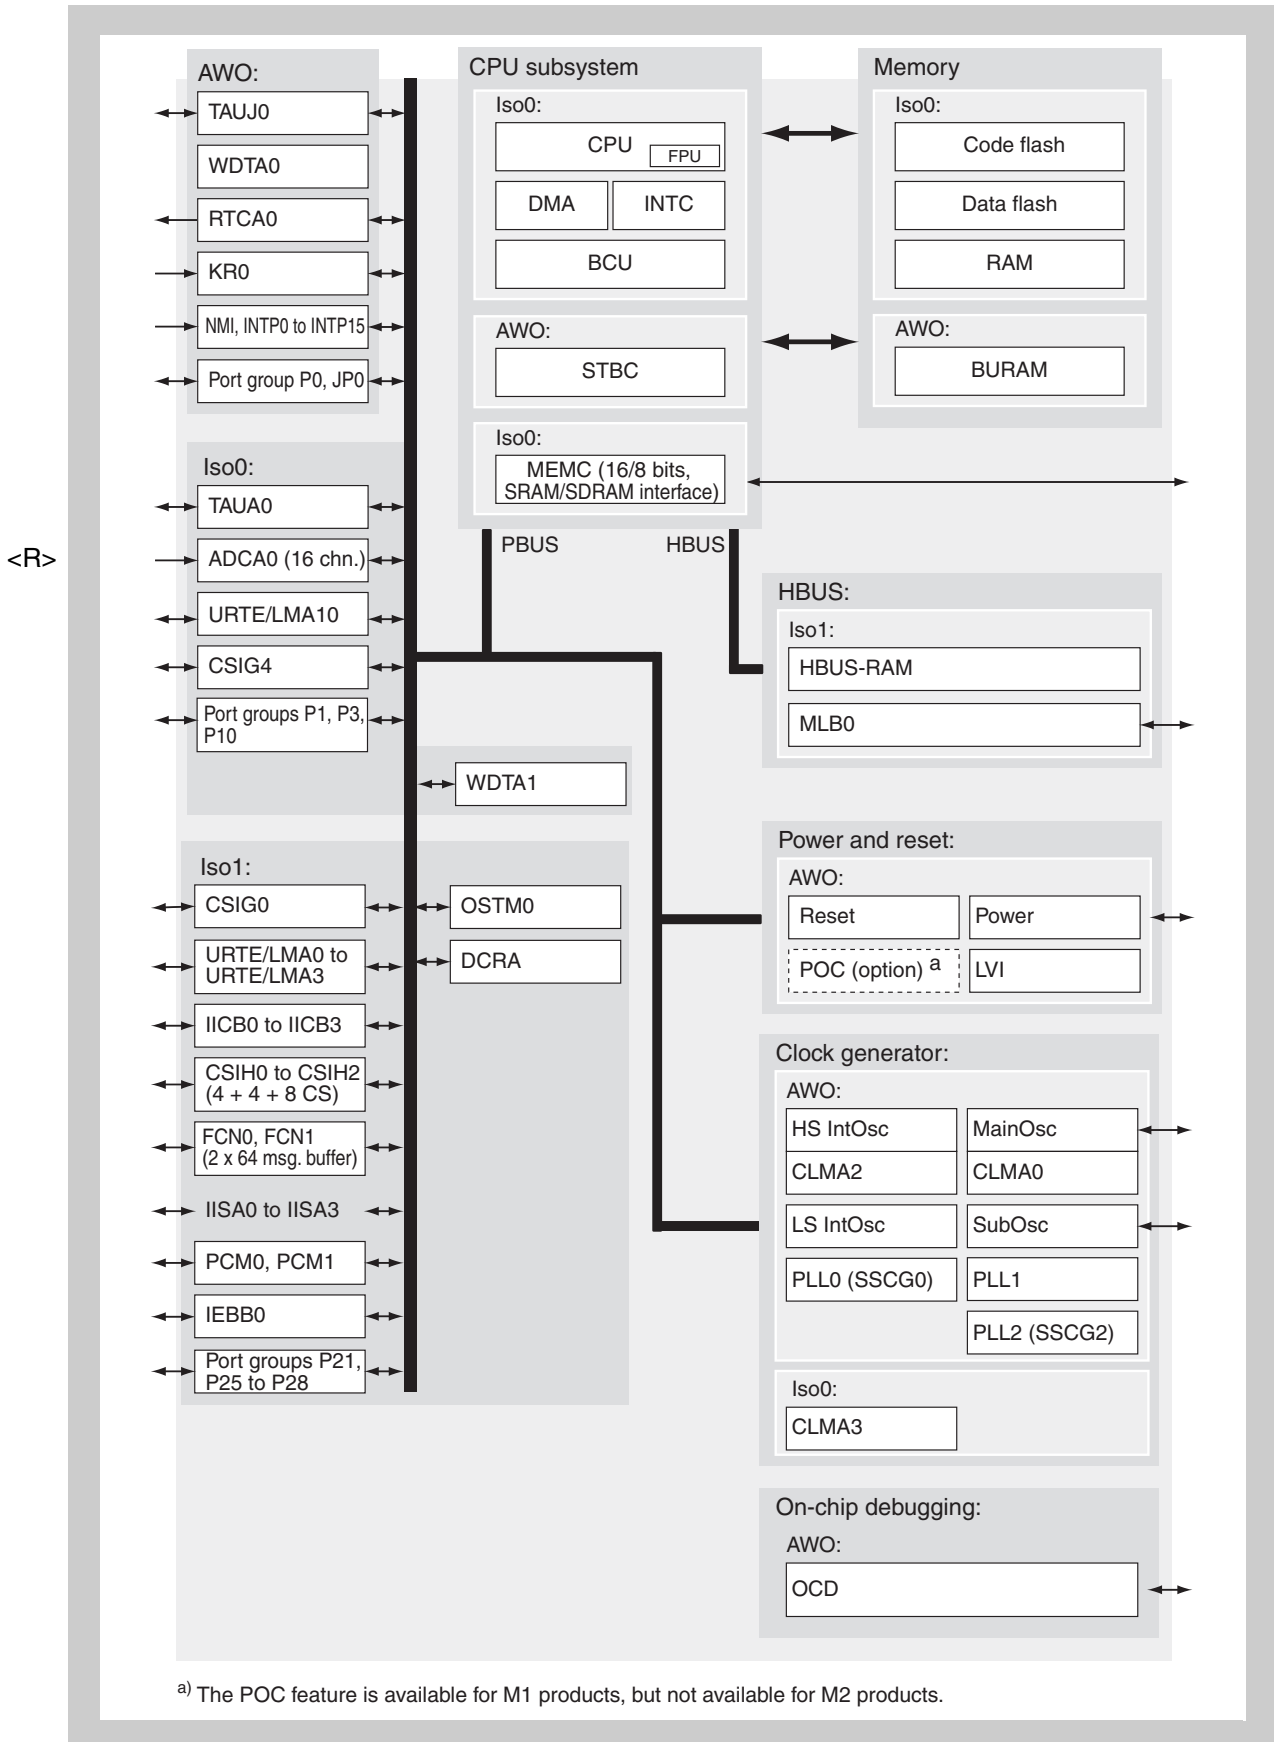 AWO:
TAUJ0
WDTA0
RTCA0
KR0
NMI, INTP0 to INTP15
Port group P0, JP0
CPU subsystem
Iso0:
CPU
FPU
DMA
INTC
BCU
AWO:
STBC
Iso0:
MEMC (16/8 bits,
SRAM/SDRAM interface)
Memory
Iso0:
Code flash
Data flash
RAM
AWO:
BURAM
PBUS
HBUS
<R>
Iso0:
TAUA0
ADCA0 (16 chn.)
URTE/LMA10
CSIG4
Port groups P1, P3,
P10
WDTA1
HBUS:
Iso1:
HBUS-RAM
MLB0
Iso1:
CSIG0
URTE/LMA0 to
URTE/LMA3
IICB0 to IICB3
CSIH0 to CSIH2
(4 + 4 + 8 CS)
FCN0, FCN1
(2 x 64 msg. buffer)
IISA0 to IISA3
PCM0, PCM1
IEBB0
Port groups P21,
P25 to P28
OSTM0
DCRA
Power and reset:
AWO:
Reset
Power
POC (option) a
LVI
Clock generator:
AWO:
HS IntOsc
MainOsc
CLMA2
CLMA0
LS IntOsc
SubOsc
PLL0 (SSCG0)
PLL1
PLL2 (SSCG2)
Iso0:
CLMA3
On-chip debugging:
AWO:
OCD
a) The POC feature is available for M1 products, but not available for M2 products.